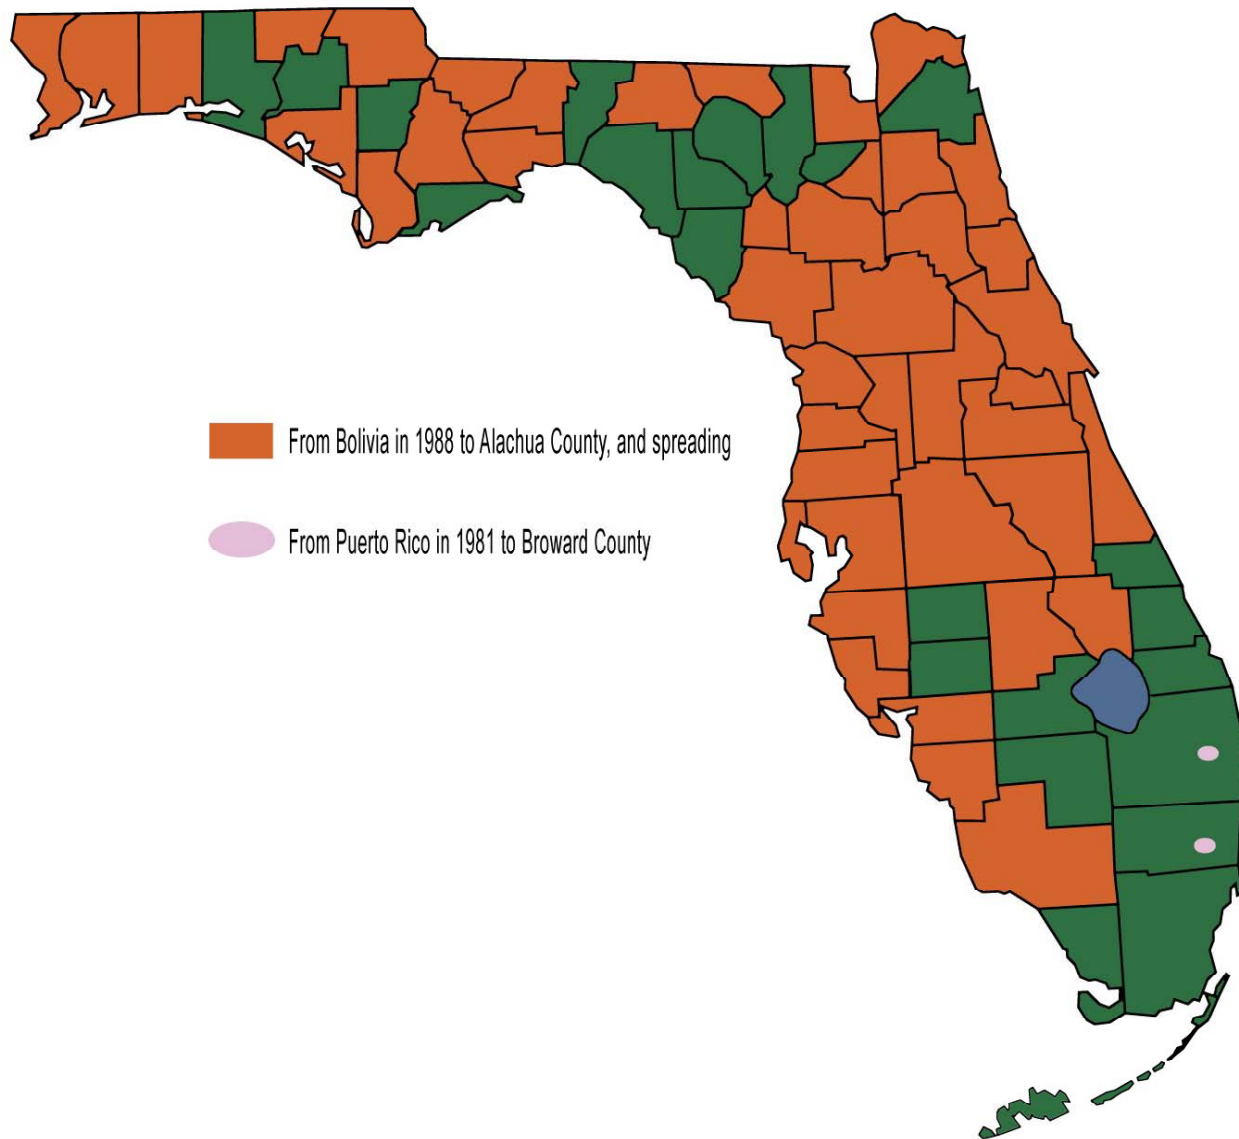 From Bolivia in 1988 to Alachua County, and spreading
From Puerto Rico in 1981 to Broward County